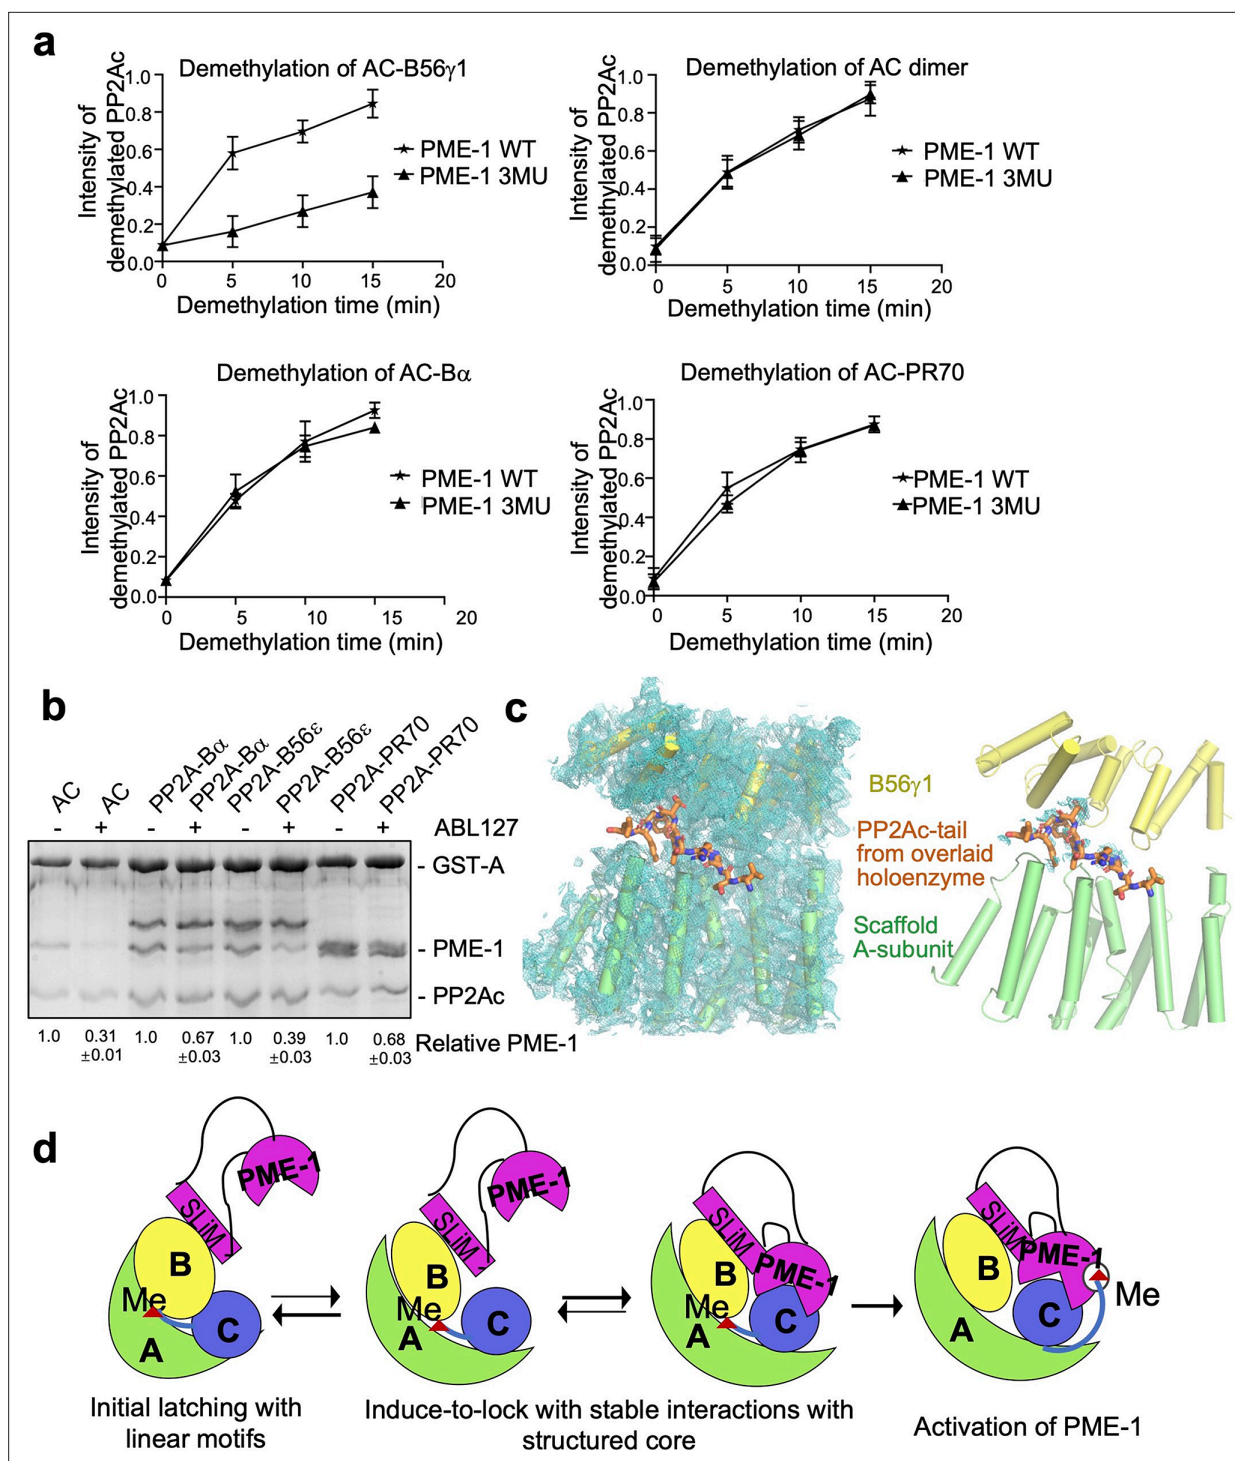 a
Demethylation of AC-B56γ1
Intensity of
demethylated PP2Ac
1.0
0.8
0.6
0.4
0.2
0.0
0 5 10 15 20
Demethylation time (min)
PME-1 WT
PME-1 3MU
Demethylation of AC dimer
Intensity of
demethylated PP2Ac
1.0
0.8
0.6
0.4
0.2
0.0
0 5 10 15 20
Demethylation time (min)
PME-1 WT
PME-1 3MU
Demethylation of AC-Bα
Intensity of
demethylated PP2Ac
1.0
0.8
0.6
0.4
0.2
0.0
0 5 10 15 20
Demethylation time (min)
PME-1 WT
PME-1 3MU
Demethylation of AC-PR70
Intensity of
demethylated PP2Ac
1.0
0.8
0.6
0.4
0.2
0.0
0 5 10 15 20
Demethylation time (min)
PME-1 WT
PME-1 3MU
b
AC
AC
PP2A-Bα
PP2A-Bα
PP2A-B56ε
PP2A-B56ε
PP2A-PR70
PP2A-PR70
- + - + - + - + ABL127
- GST-A
- PME-1
- PP2Ac
1.0 0.31 1.0 0.67 1.0 0.39 1.0 0.68 Relative PME-1
±0.01 ±0.03 ±0.03 ±0.03
c
B56γ1
PP2Ac-tail
from overlaid
holoenzyme
Scaffold
A-subunit
d
PME-1
SLiM
B
Me
C
A
PME-1
SLiM
B
Me
C
A
SLiM
PME-1
B
Me
C
A
SLiM
PME-1
B
Me
C
A
Initial latching with
linear motifs
Induce-to-lock with stable interactions with
structured core
Activation of PME-1